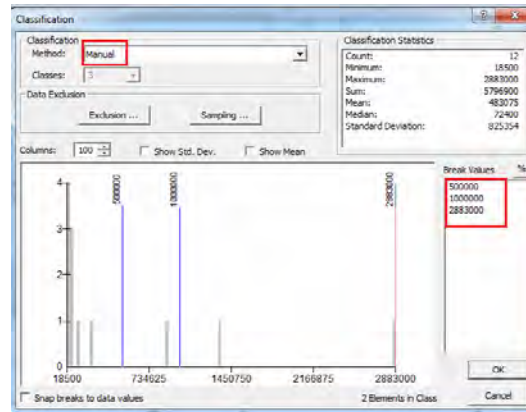 Classification
Classification
Method: Manual
Classes: 3
Data Exclusion
Exclusion ...
Sampling ...
Classification Statistics
Count: 12
Minimum: 18500
Maximum: 2883000
Sum: 5796900
Mean: 483075
Median: 72400
Standard Deviation: 825354
Columns: 100
Show Std. Dev.
Show Mean
Break Values
%
500000
1000000
2883000
500000
1000000
2883000
4
3
2
1
0
18500
734625
1450750
2166875
2883000
OK
Snap breaks to data values
2 Elements in Class
Cancel